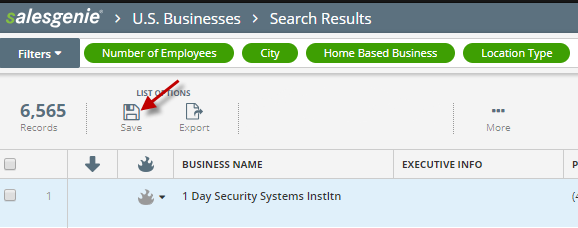 salesgenie® > U.S. Businesses > Search Results
Filters Number of Employees City Home Based Business Location Type
LIST OPTIONS
6,565
Records Save Export ... More
BUSINESS NAME EXECUTIVE INFO P
1 1 Day Security Systems Instltn (4